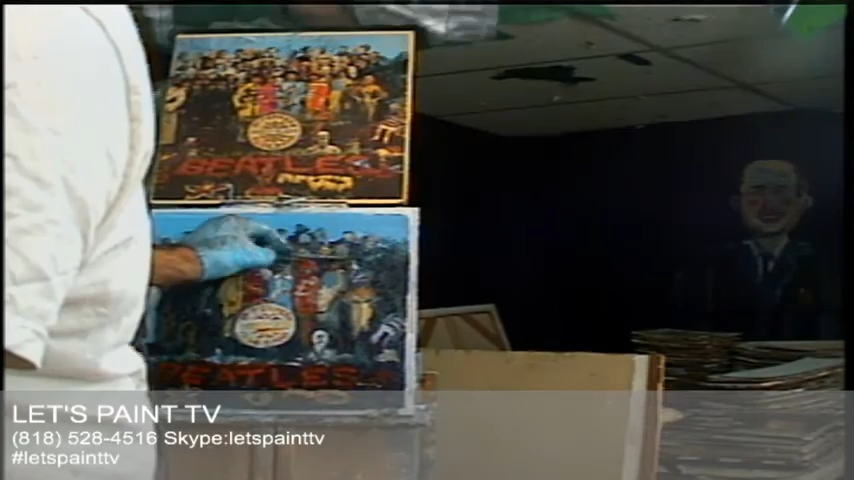 BEATLES
BEATLES
LET'S PAINT TV
(818) 528-4516 Skype:letspainttv
#letspainttv